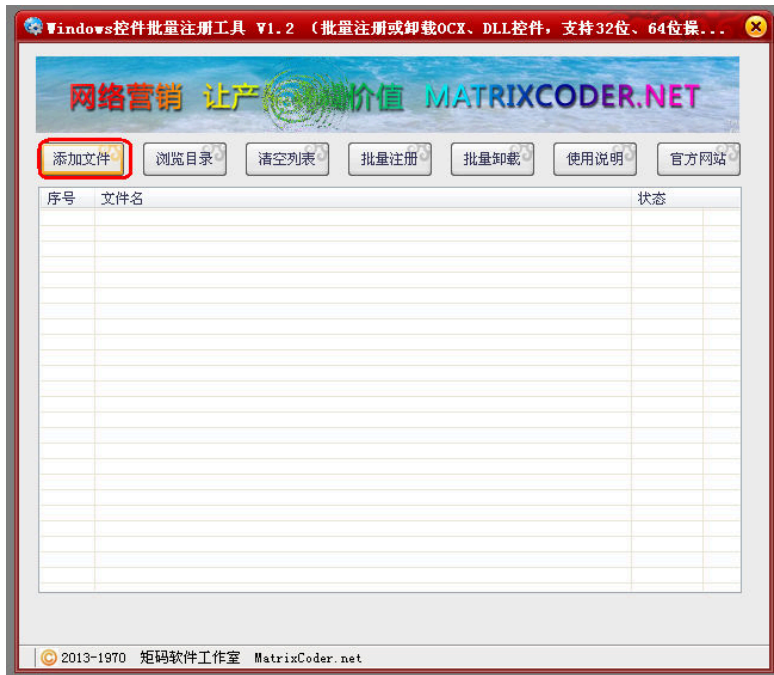 Windows控件批量注册工具 V1.2 （批量注册或卸载OCX、DLL控件，支持32位、64位操...
网络营销 让产 价值 MATRIXCODER.NET
添加文件 浏览目录 清空列表 批量注册 批量卸载 使用说明 官方网站
序号 文件名 状态
© 2013-1970 矩码软件工作室 MatrixCoder.net